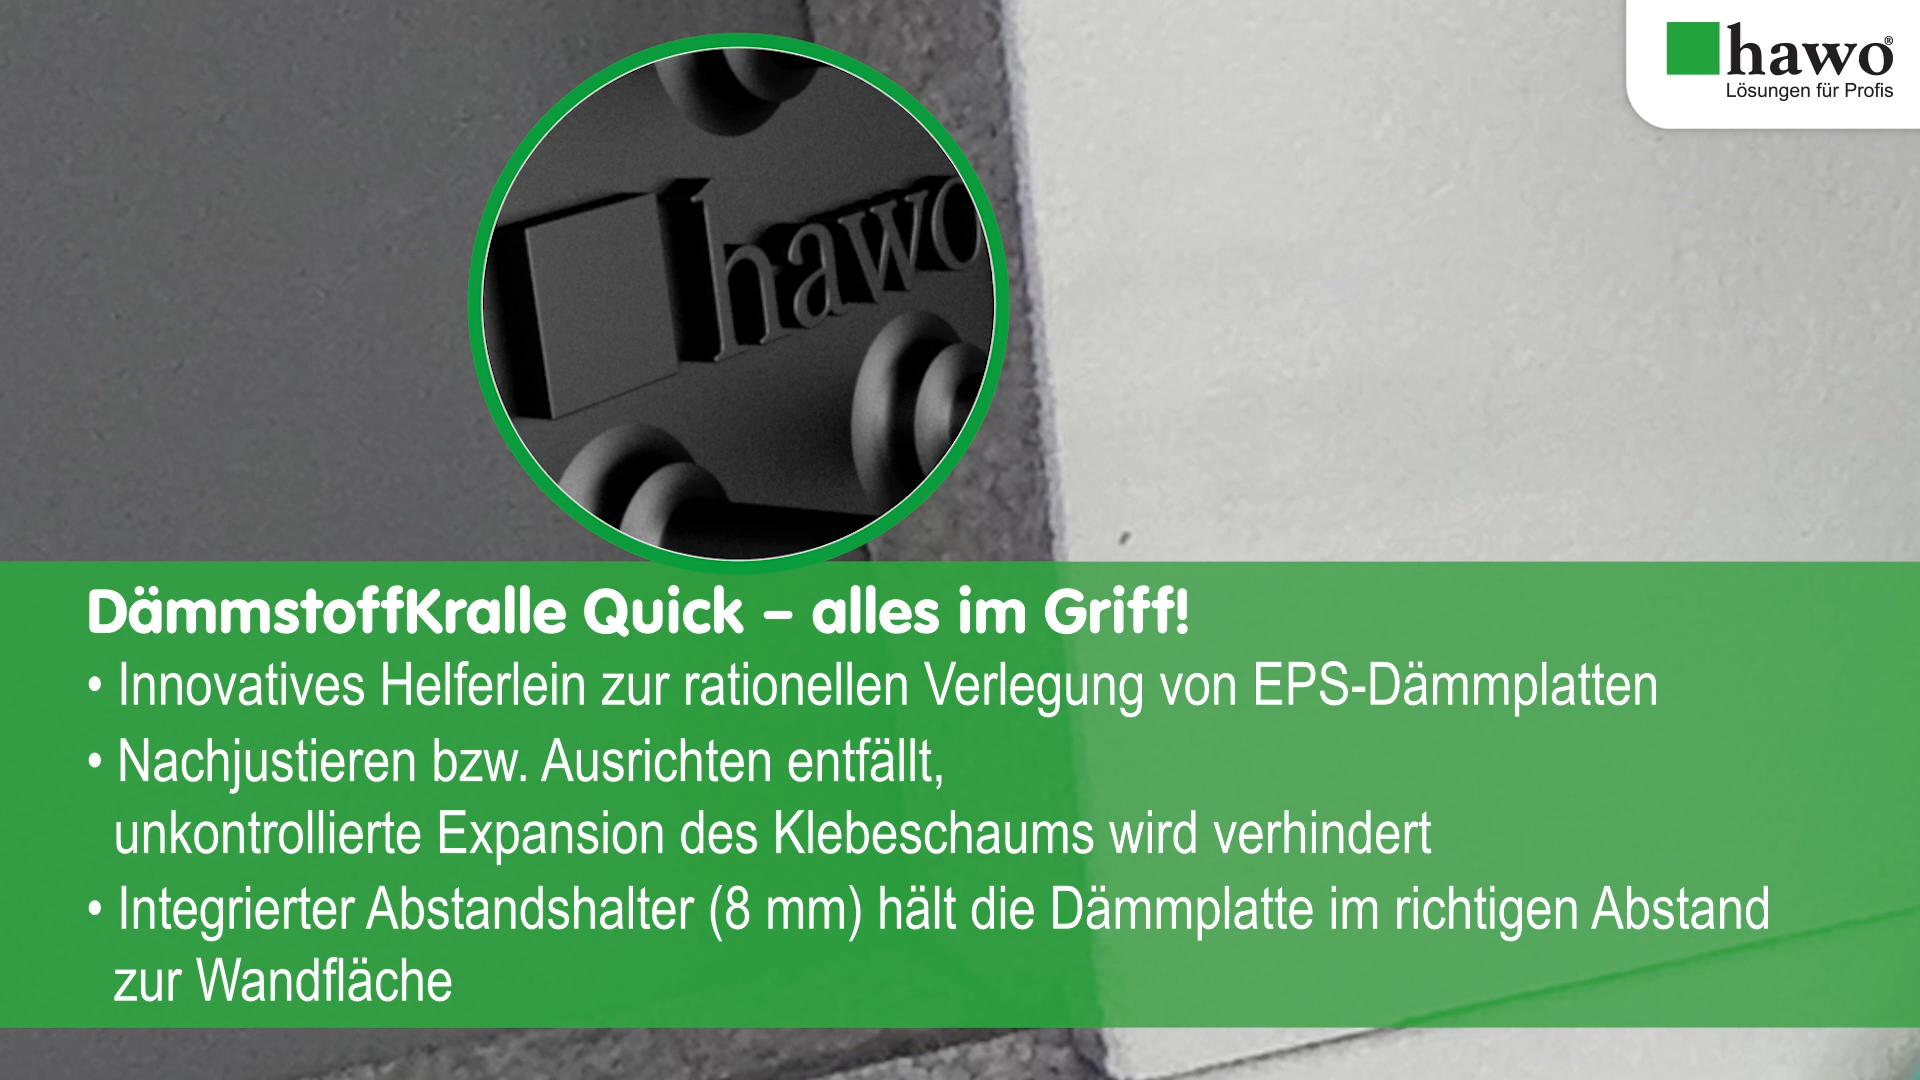 hawo®
Lösungen für Profis
hawo
DämmstoffKralle Quick – alles im Griff!
• Innovatives Helferlein zur rationellen Verlegung von EPS-Dämmplatten
• Nachjustieren bzw. Ausrichten entfällt,
unkontrollierte Expansion des Klebeschaums wird verhindert
• Integrierter Abstandshalter (8 mm) hält die Dämmplatte im richtigen Abstand
zur Wandfläche